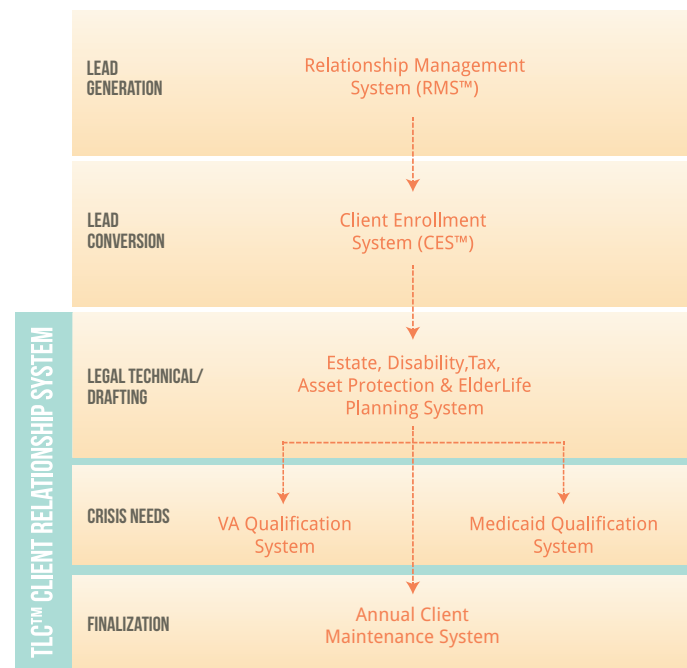 LEAD
GENERATION
Relationship Management
System (RMS™)
LEAD
CONVERSION
Client Enrollment
System (CES™)
TLC™ CLIENT RELATIONSHIP SYSTEM
LEGAL TECHNICAL/
DRAFTING
Estate, Disability,Tax,
Asset Protection & ElderLife
Planning System
CRISIS NEEDS
VA Qualification
System
Medicaid Qualification
System
FINALIZATION
Annual Client
Maintenance System